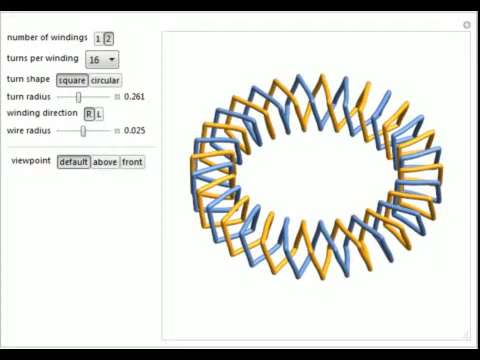 number of windings 1 2
turns per winding 16
turn shape square circular
turn radius 0.261
winding direction R L
wire radius 0.025
viewpoint default above front